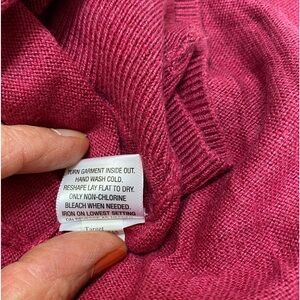 TURN GARMENT INSIDE OUT.
HAND WASH COLD.
RESHAPE LAY FLAT TO DRY.
ONLY NON-CHLORINE
BLEACH WHEN NEEDED.
IRON ON LOWEST SETTING
Target